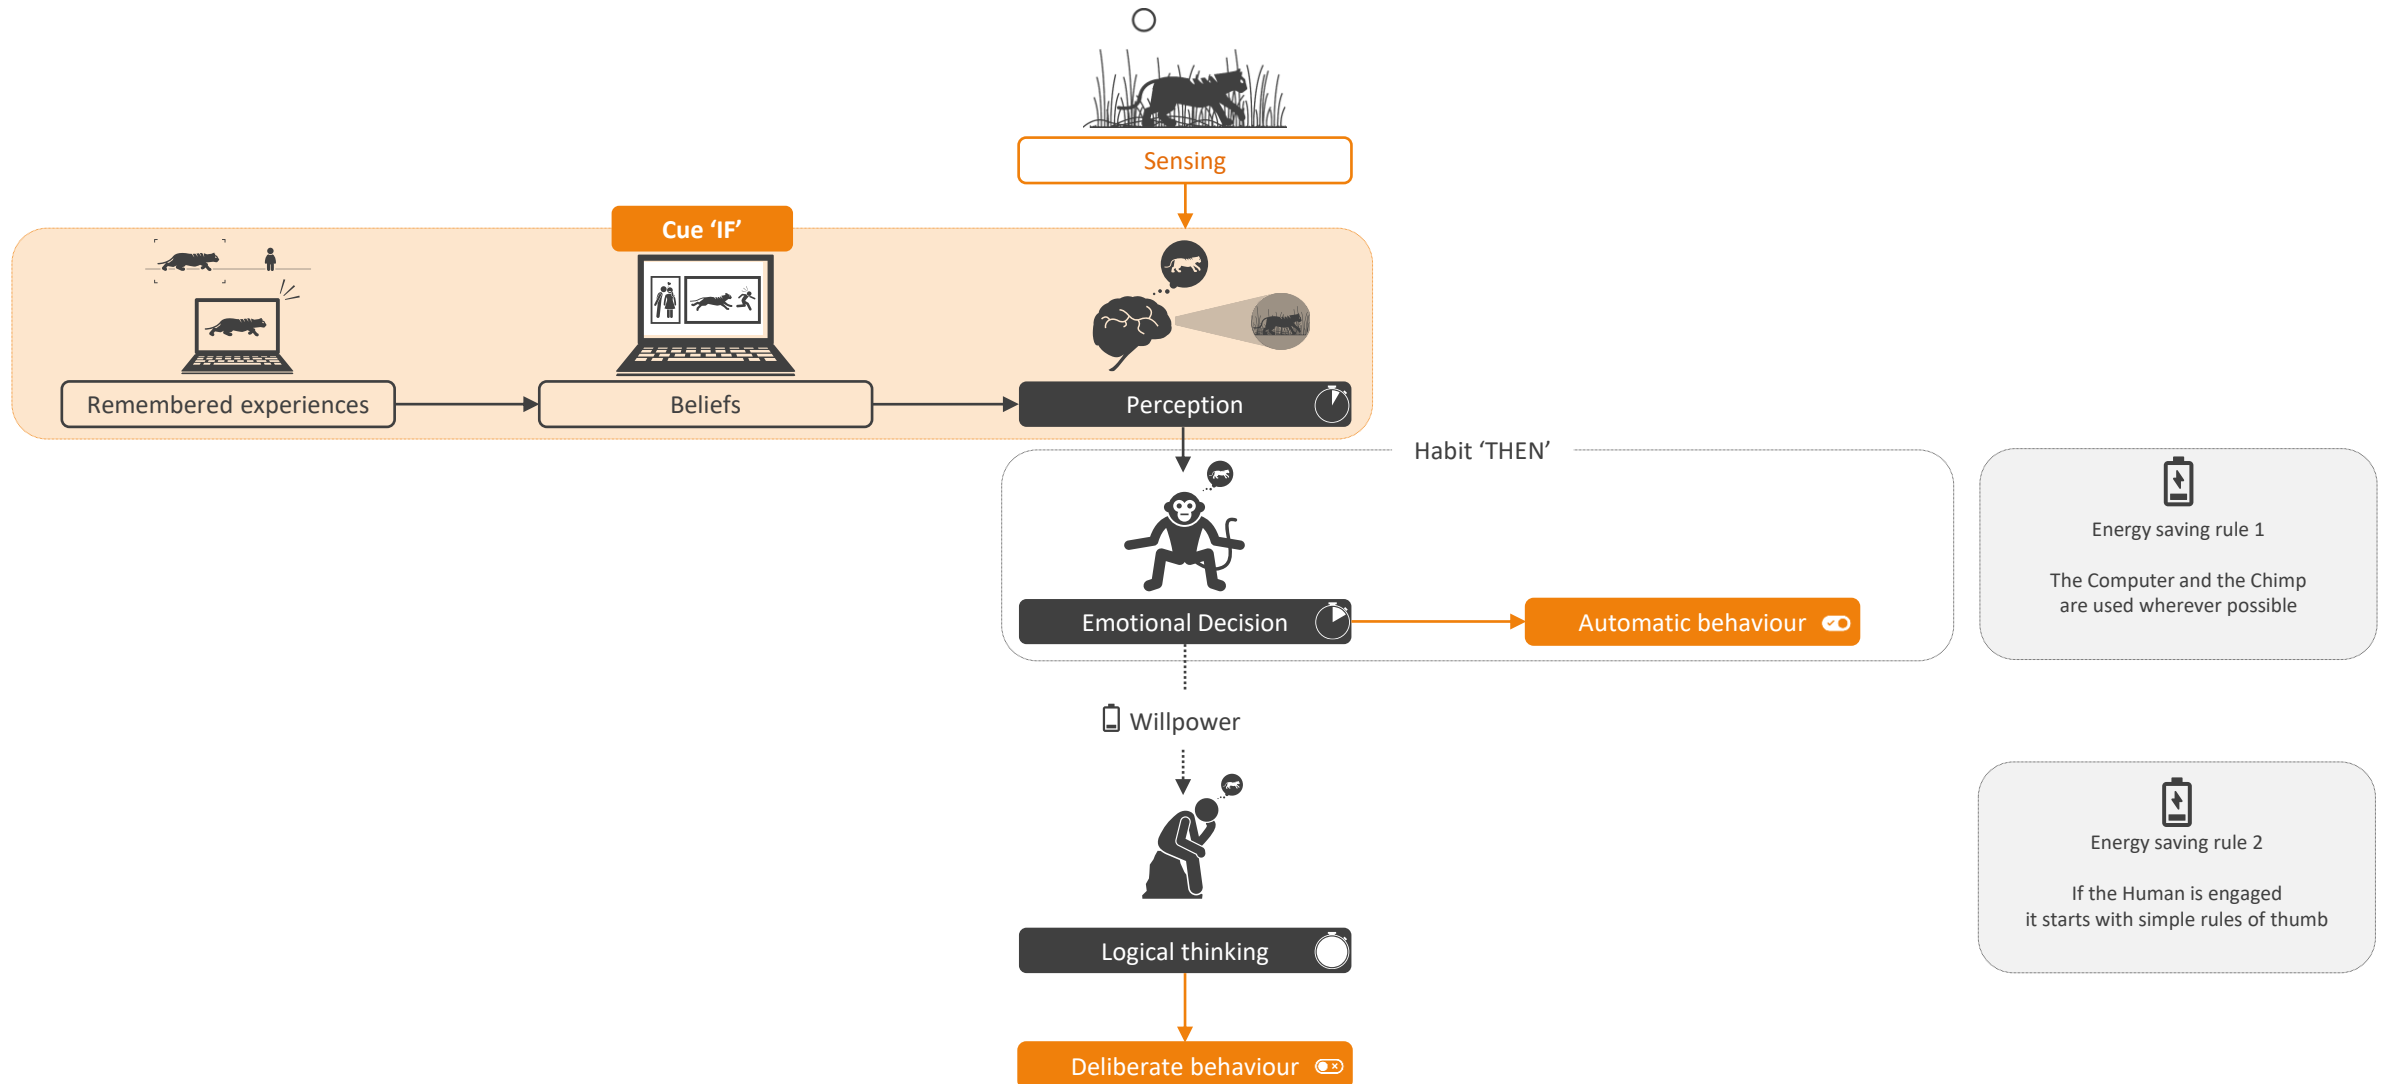 Sensing
Cue ‘IF’
Remembered experiences
Beliefs
Perception
Habit ‘THEN’
Energy saving rule 1
The Computer and the Chimp
are used wherever possible
Emotional Decision
Automatic behaviour
Willpower
Energy saving rule 2
If the Human is engaged
it starts with simple rules of thumb
Logical thinking
Deliberate behaviour